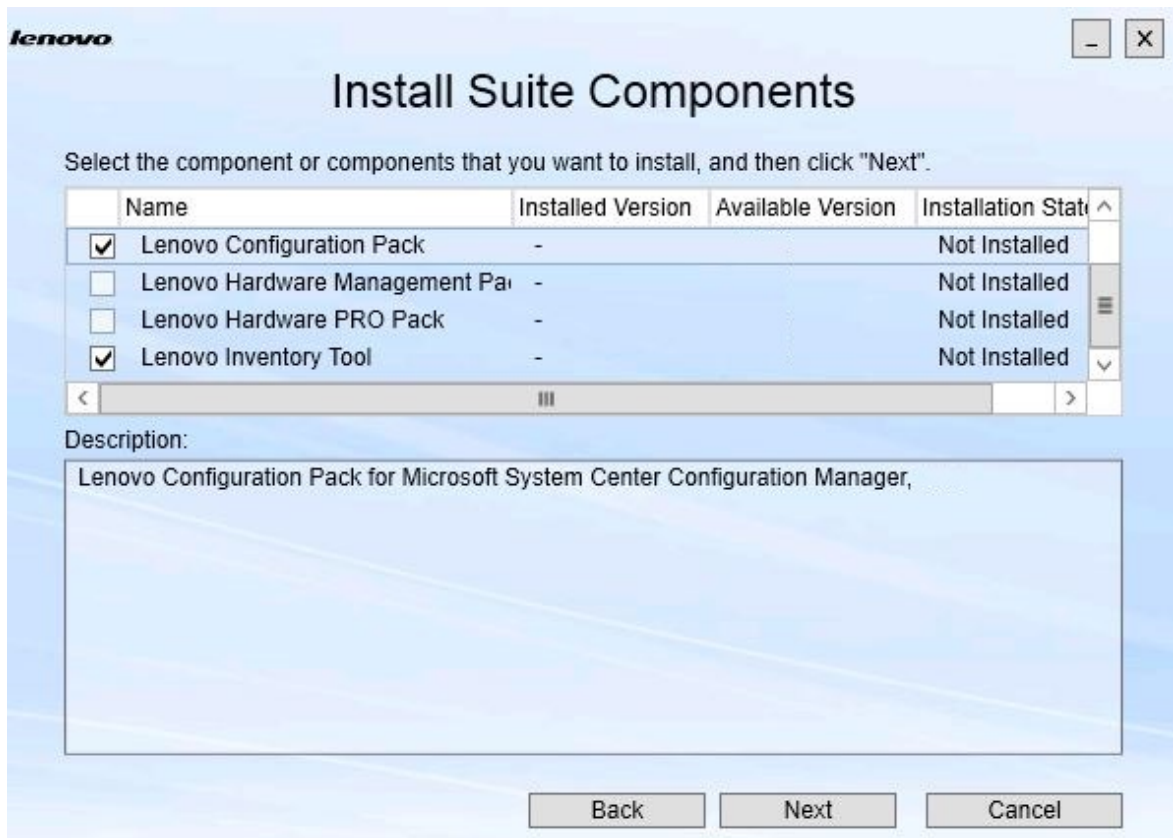 lenovo
Install Suite Components
Select the component or components that you want to install, and then click "Next".
Name Installed Version Available Version Installation State
Lenovo Configuration Pack - Not Installed
Lenovo Hardware Management Pa - Not Installed
Lenovo Hardware PRO Pack - Not Installed
Lenovo Inventory Tool - Not Installed
Description:
Lenovo Configuration Pack for Microsoft System Center Configuration Manager,
Back Next Cancel